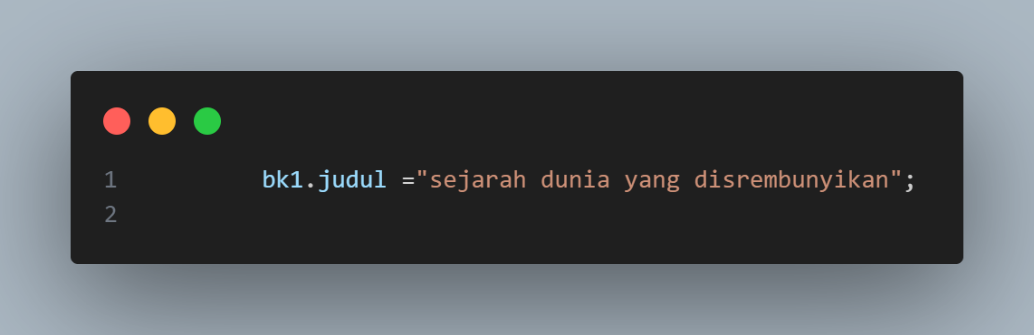 1 bk1.judul ="sejarah dunia yang disrembunyikan";
2